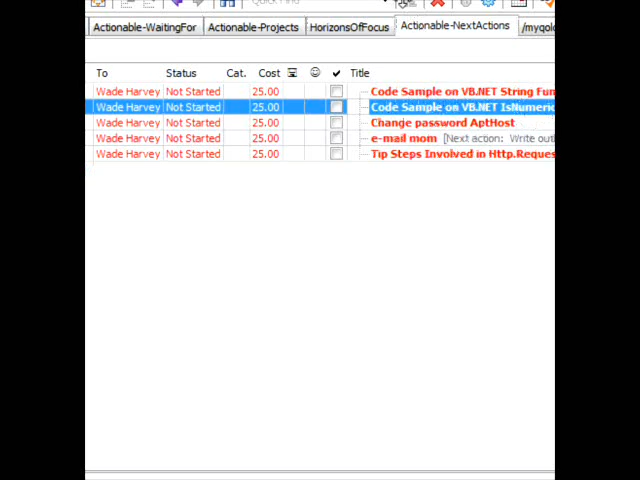 Quick Find
Actionable-WaitingFor Actionable-Projects HorizonsOfFocus Actionable-NextActions
To Status Cat. Cost Title
Wade Harvey Not Started 25.00 Code Sample on VB.NET String Fun
Wade Harvey Not Started 25.00 Code Sample on VB.NET IsNumeric
Wade Harvey Not Started 25.00 Change password AptHost
Wade Harvey Not Started 25.00 e-mail mom [Next action: Write out
Wade Harvey Not Started 25.00 Tip Steps Involved in Http.Reques